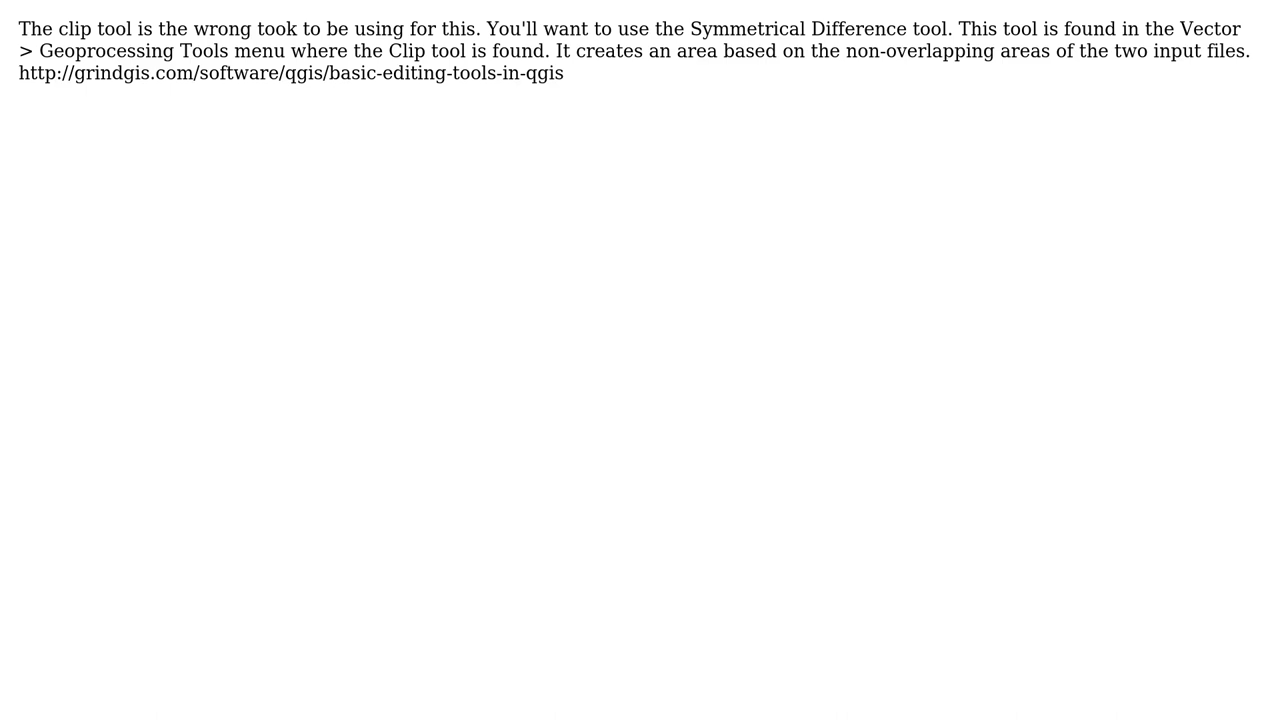 The clip tool is the wrong took to be using for this. You'll want to use the Symmetrical Difference tool. This tool is found in the Vector
> Geoprocessing Tools menu where the Clip tool is found. It creates an area based on the non-overlapping areas of the two input files.
http://grindgis.com/software/qgis/basic-editing-tools-in-qgis